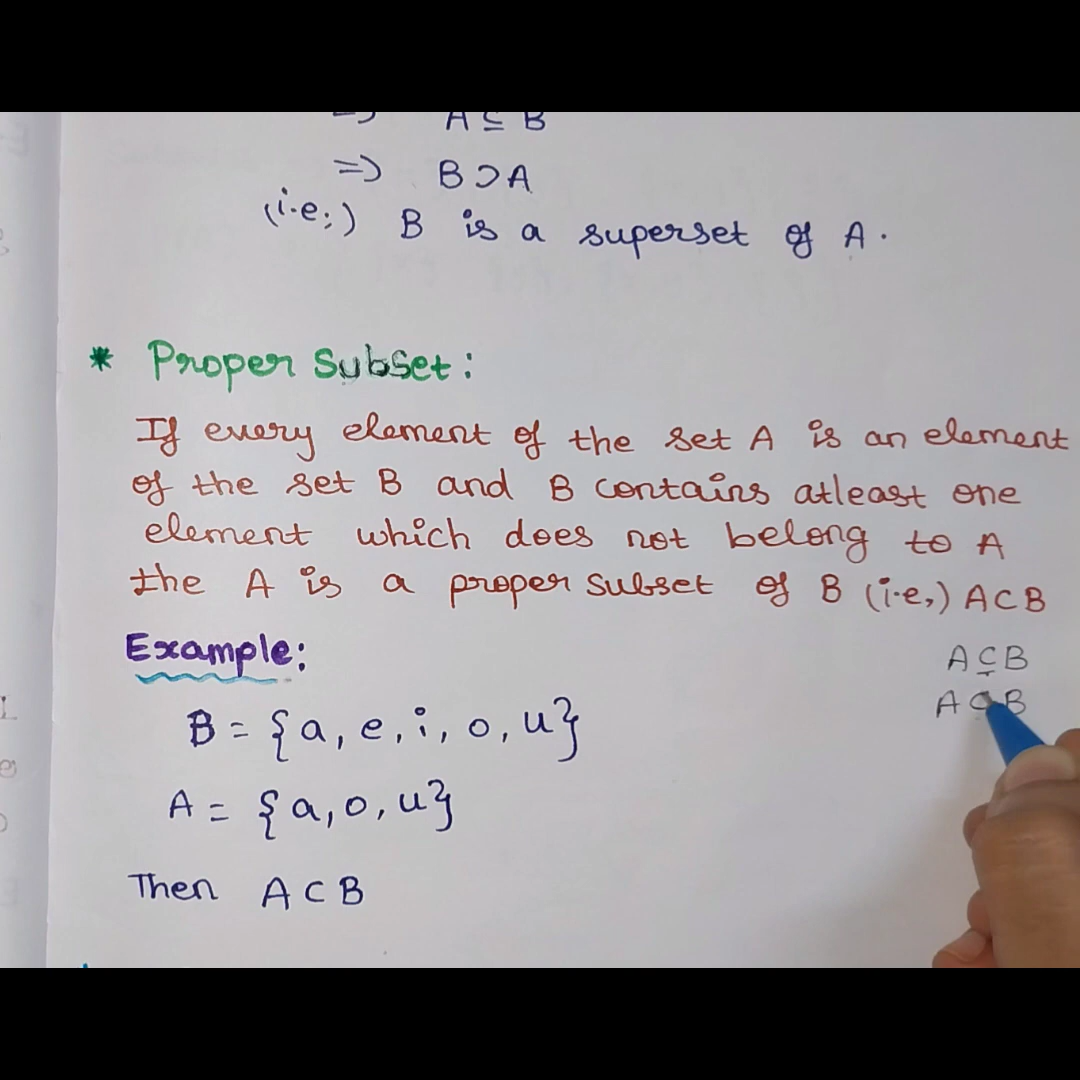 => A ⊆ B
=> B⊃A
(i.e;) B is a superset of A.
* Proper Subset:
If every element of the set A is an element
of the set B and B contains atleast one
element which does not belong to A
the A is a proper subset of B (i.e,) A⊂B
A⊆B
A⊂B
Example:
B = {a, e, i, o, u}
A = {a, o, u}
Then A⊂B